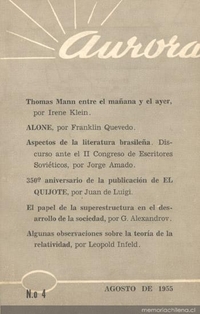 aurora
Thomas Mann entre el mañana y el ayer,
por Irene Klein.
ALONE, por Franklin Quevedo.
Aspectos de la literatura brasileña. Dis-
curso ante el II Congreso de Escritores
Soviéticos, por Jorge Amado.
350º aniversario de la publicación de EL
QUIJOTE, por Juan de Luigi.
El papel de la superestructura en el des-
arrollo de la sociedad, por G. Alexandrov.
Algunas observaciones sobre la teoría de la
relatividad, por Leopold Infeld.
N.o 4
AGOSTO DE 1955
memoriachilena.cl